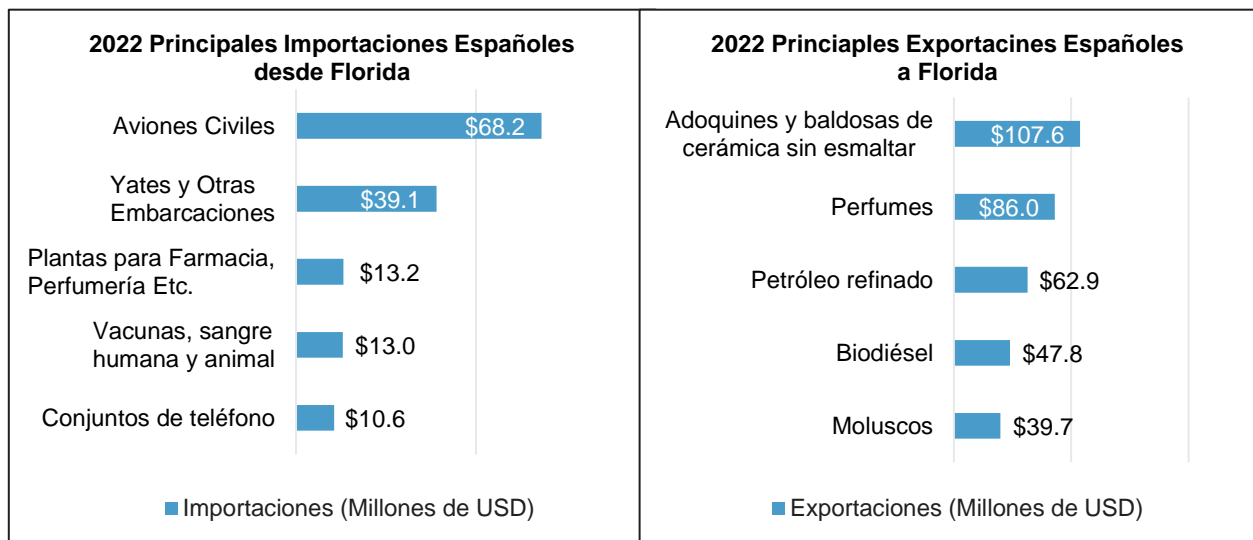 2022 Principales Importaciones Españoles
desde Florida
Aviones Civiles
$68.2
Yates y Otras
Embarcaciones
$39.1
Plantas para Farmacia,
Perfumería Etc.
$13.2
Vacunas, sangre
humana y animal
$13.0
Conjuntos de teléfono
$10.6
Importaciones (Millones de USD)
2022 Princiaples Exportacines Españoles
a Florida
Adoquines y baldosas de
cerámica sin esmaltar
$107.6
Perfumes
$86.0
Petróleo refinado
$62.9
Biodiésel
$47.8
Moluscos
$39.7
Exportaciones (Millones de USD)